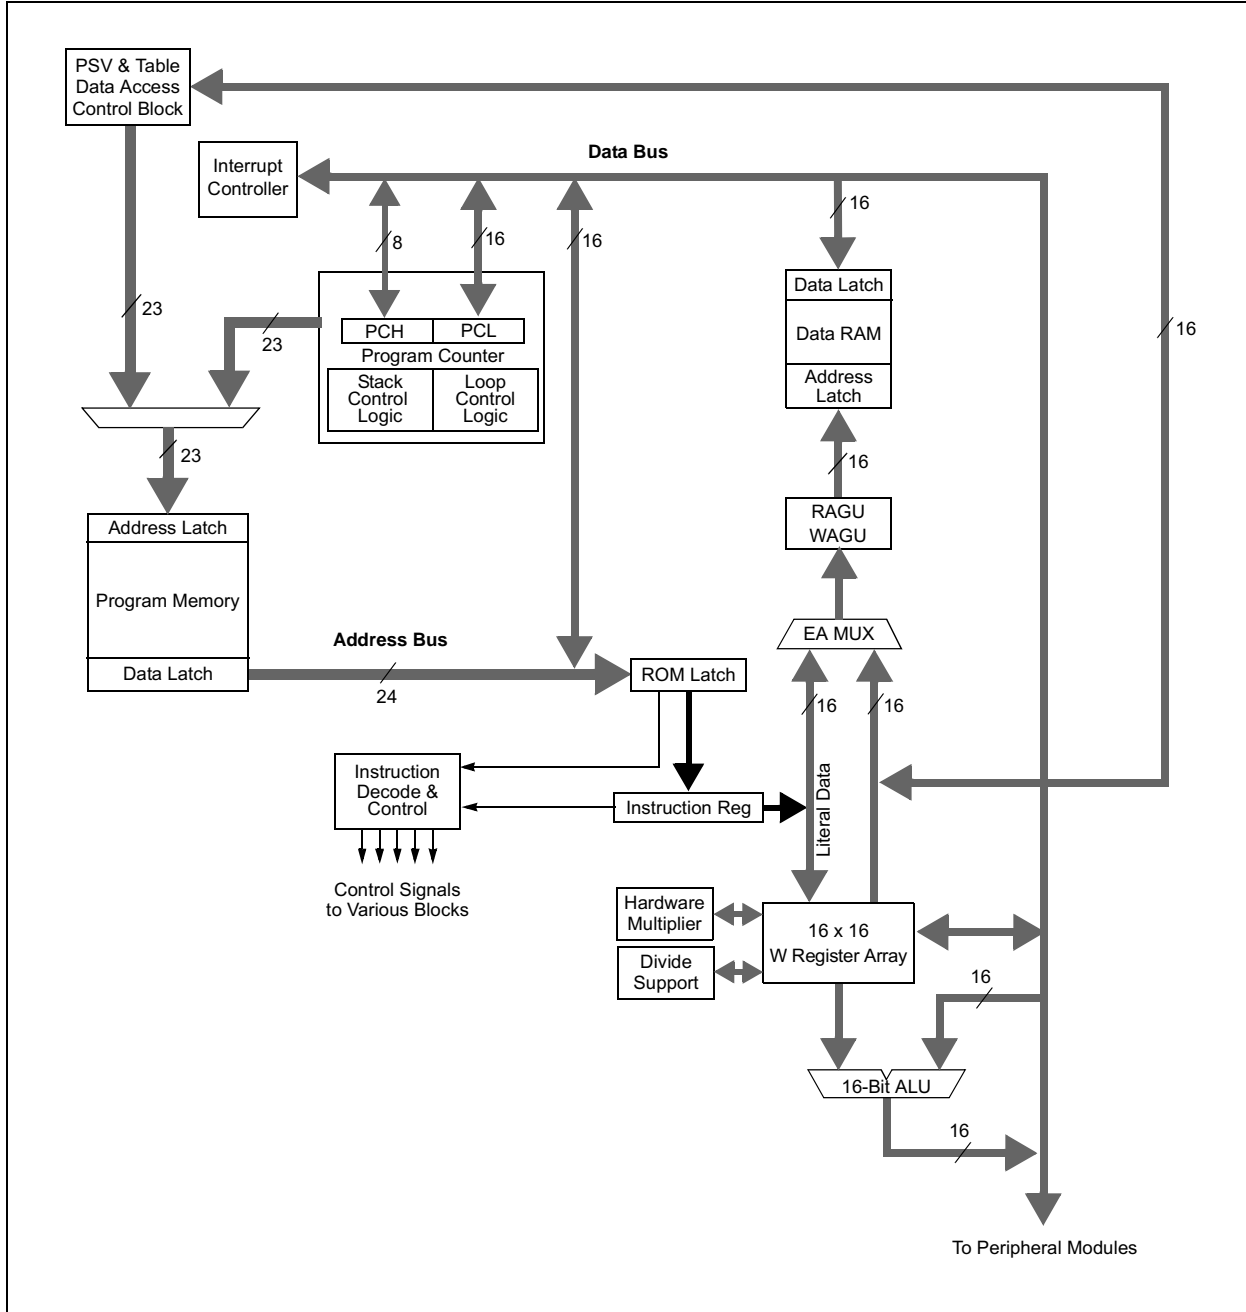 PSV & Table
Data Access
Control Block
Data Bus
Interrupt
Controller
16
8
16
16
23
23
16
Data Latch
Data RAM
Address
Latch
PCH
PCL
Program Counter
Stack
Control
Logic
Loop
Control
Logic
23
16
RAGU
WAGU
Address Latch
Program Memory
Data Latch
Address Bus
24
EA MUX
ROM Latch
16
16
Instruction
Decode &
Control
Instruction Reg
Literal Data
Control Signals
to Various Blocks
Hardware
Multiplier
16 x 16
W Register Array
Divide
Support
16
16-Bit ALU
16
To Peripheral Modules